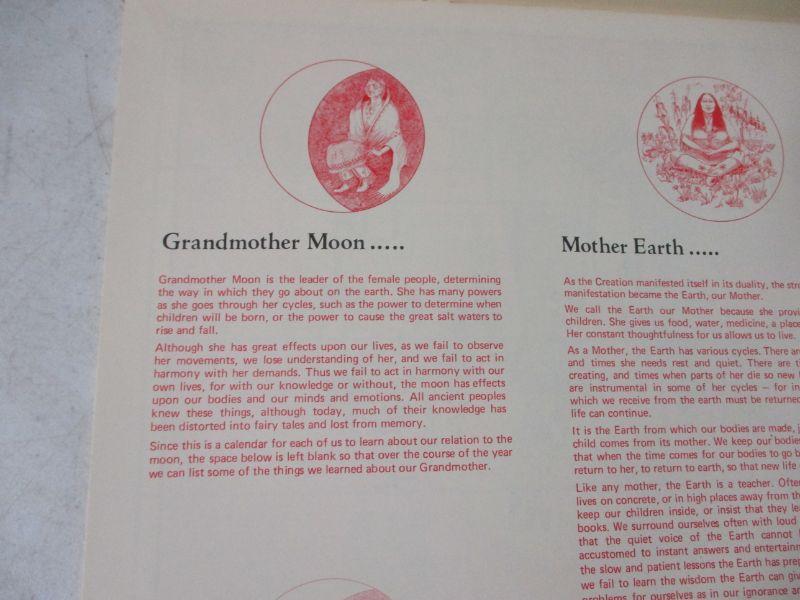 Grandmother Moon .....
Grandmother Moon is the leader of the female people, determining
the way in which they go about on the earth. She has many powers
as she goes through her cycles, such as the power to determine when
children will be born, or the power to cause the great salt waters to
rise and fall.
Although she has great effects upon our lives, as we fail to observe
her movements, we lose understanding of her, and we fail to act in
harmony with her demands. Thus we fail to act in harmony with our
own lives, for with our knowledge or without, the moon has effects
upon our bodies and our minds and emotions. All ancient peoples
knew these things, although today, much of their knowledge has
been distorted into fairy tales and lost from memory.
Since this is a calendar for each of us to learn about our relation to the
moon, the space below is left blank so that over the course of the year
we can list some of the things we learned about our Grandmother.
Mother Earth .....
As the Creation manifested itself in its duality, the
manifestation became the Earth, our Mother.
We call the Earth our Mother because she
children. She gives us food, water, medicine, a
Her constant thoughtfulness for us allows us to live.
As a Mother, the Earth has various cycles. There
and times she needs rest and quiet. There are
creating, and times when parts of her die so new
are instrumental in some of her cycles – for
which we receive from the earth must be returned
life can continue.
It is the Earth from which our bodies are made,
child comes from its mother. We keep our bodies
that when the time comes for our bodies to go
return to her, to return to earth, so that new life
Like any mother, the Earth is a teacher.
lives on concrete, or in high places away from
keep our children inside, or insist that they
books. We surround ourselves often with loud
that the quiet voice of the Earth cannot
accustomed to instant answers and
the slow and patient lessons the Earth has
we fail to learn the wisdom the Earth can
problems for ourselves as in our ignorance